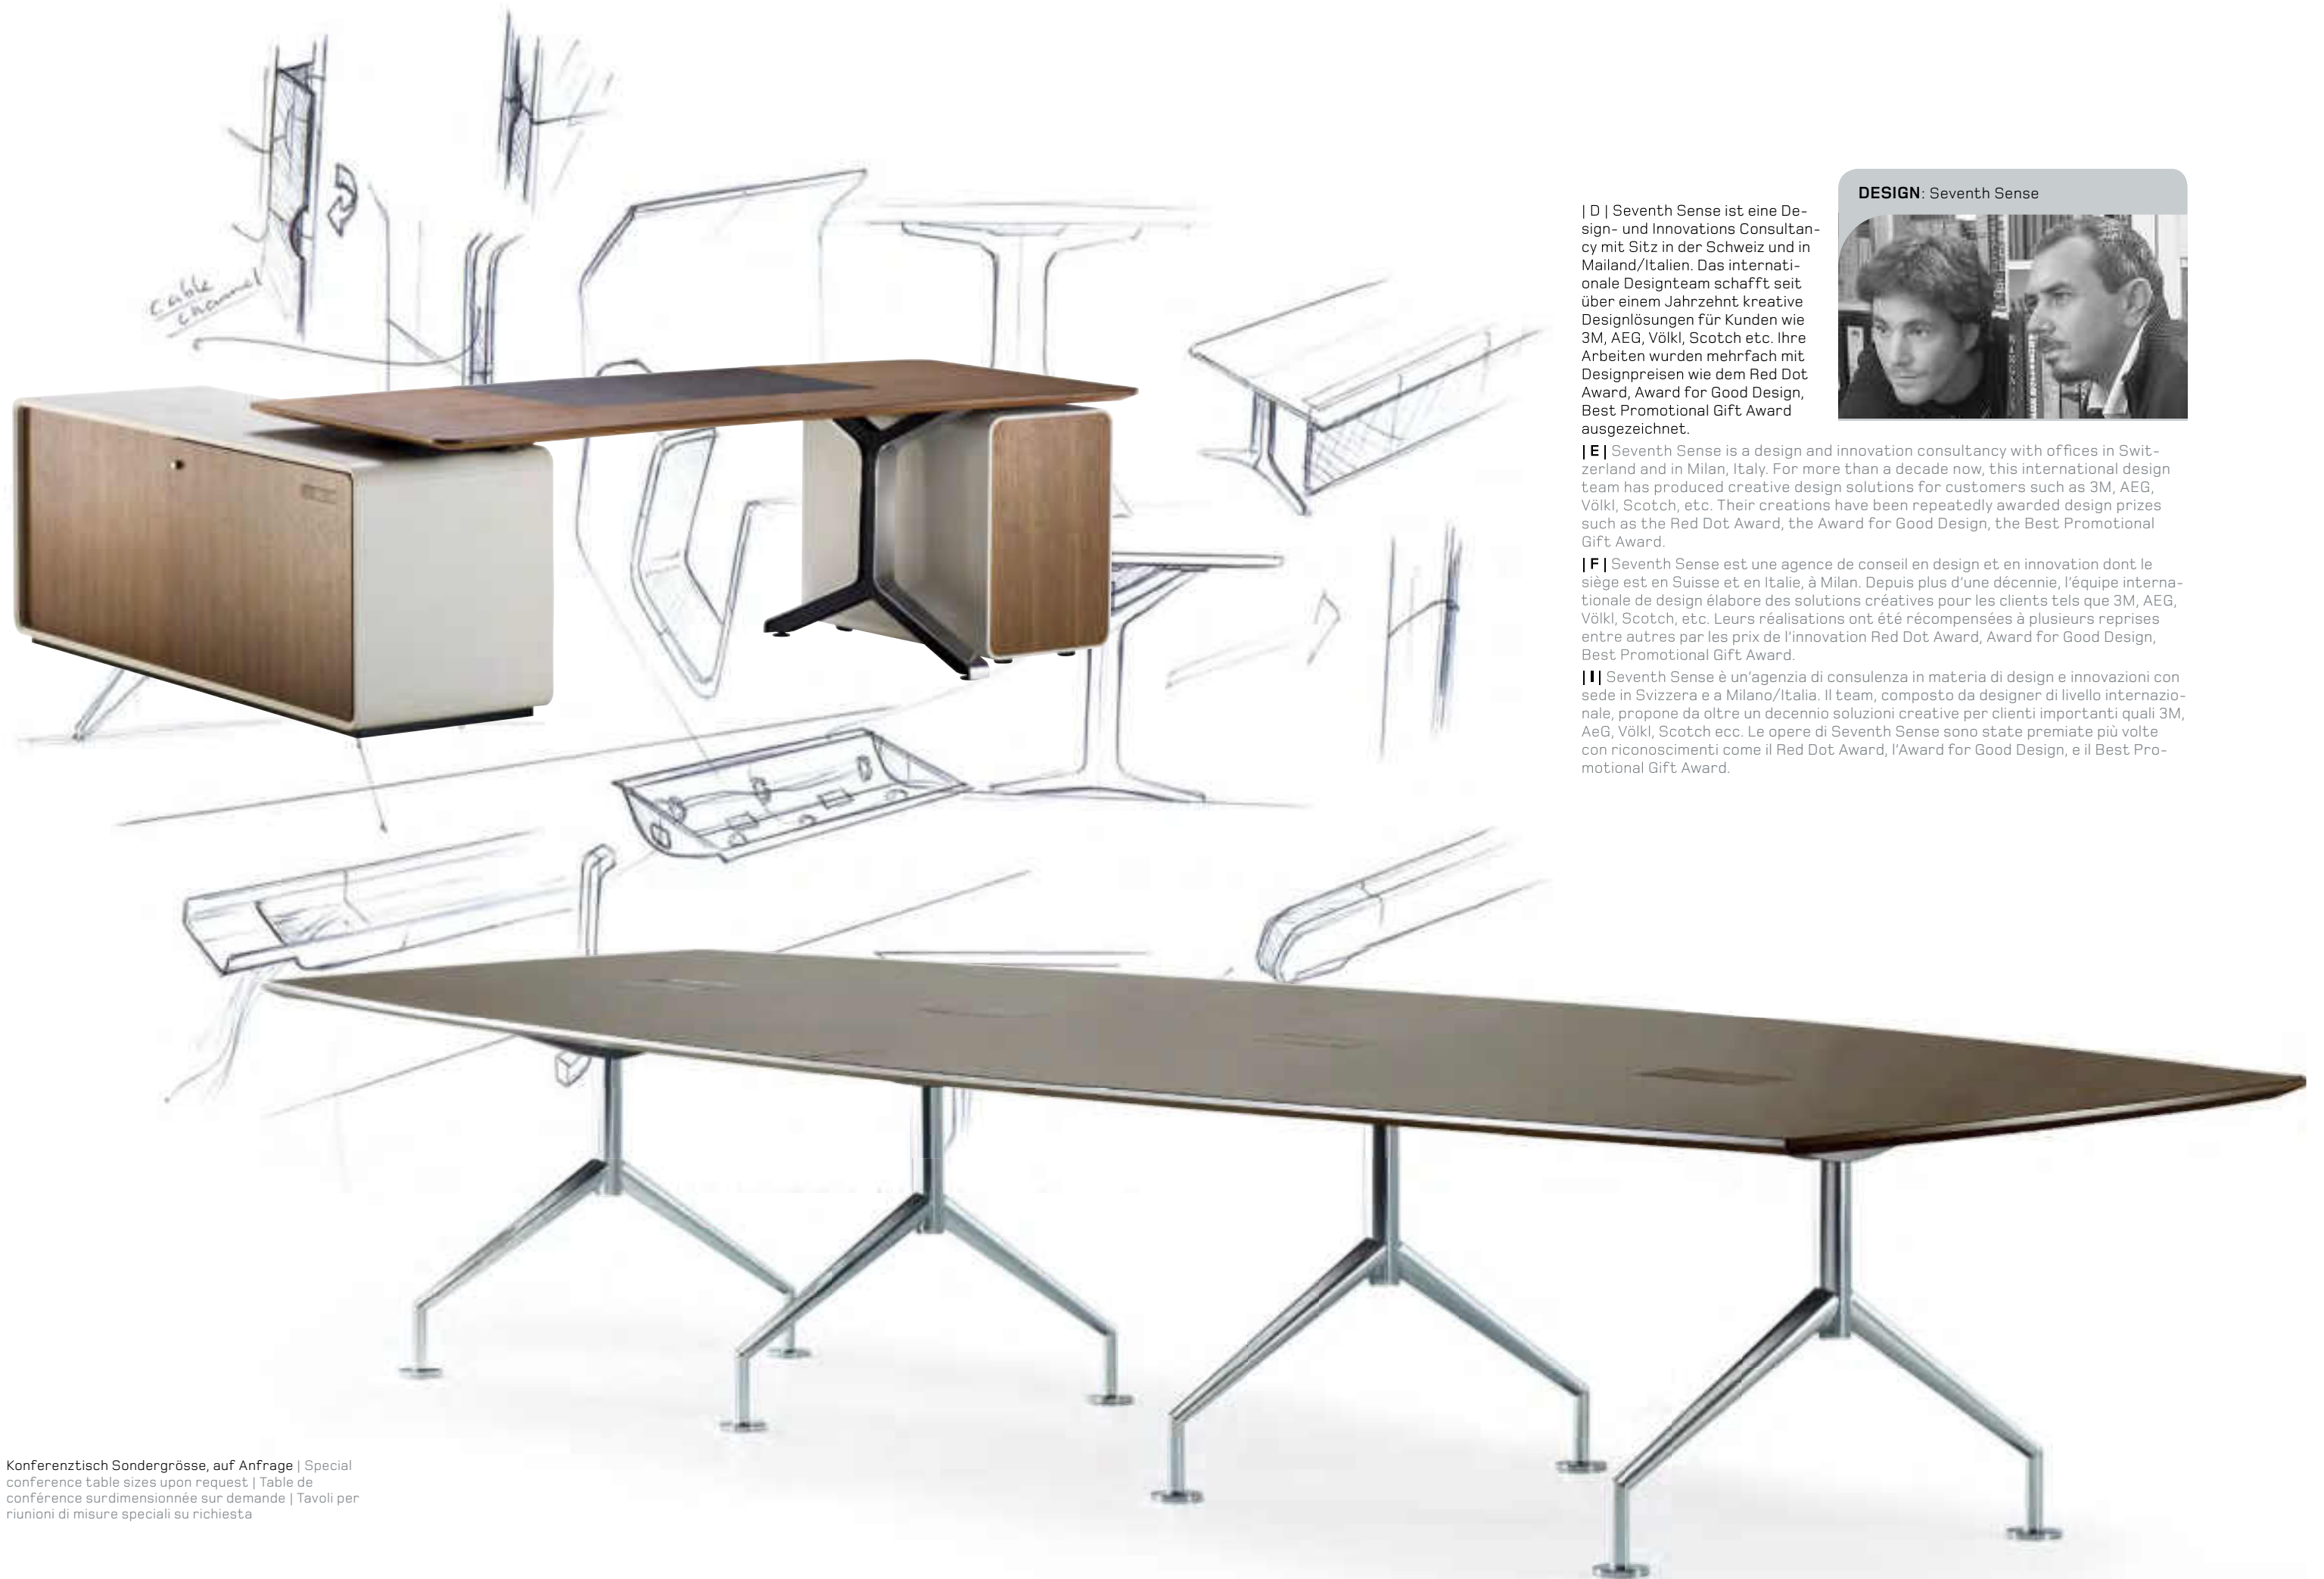 cable
channel
DESIGN: Seventh Sense
| D | Seventh Sense ist eine De-
sign- und Innovations Consultan-
cy mit Sitz in der Schweiz und in
Mailand/Italien. Das internati-
onale Designteam schafft seit
über einem Jahrzehnt kreative
Designlösungen für Kunden wie
3M, AEG, Völkl, Scotch etc. Ihre
Arbeiten wurden mehrfach mit
Designpreisen wie dem Red Dot
Award, Award for Good Design,
Best Promotional Gift Award
ausgezeichnet.
| E | Seventh Sense is a design and innovation consultancy with offices in Swit-
zerland and in Milan, Italy. For more than a decade now, this international design
team has produced creative design solutions for customers such as 3M, AEG,
Völkl, Scotch, etc. Their creations have been repeatedly awarded design prizes
such as the Red Dot Award, the Award for Good Design, the Best Promotional
Gift Award.
| F | Seventh Sense est une agence de conseil en design et en innovation dont le
siège est en Suisse et en Italie, à Milan. Depuis plus d'une décennie, l'équipe interna-
tionale de design élabore des solutions créatives pour les clients tels que 3M, AEG,
Völkl, Scotch, etc. Leurs réalisations ont été récompensées à plusieurs reprises
entre autres par les prix de l'innovation Red Dot Award, Award for Good Design,
Best Promotional Gift Award.
| I | Seventh Sense è un'agenzia di consulenza in materia di design e innovazioni con
sede in Svizzera e a Milano/Italia. Il team, composto da designer di livello internazio-
nale, propone da oltre un decennio soluzioni creative per clienti importanti quali 3M,
AeG, Völkl, Scotch ecc. Le opere di Seventh Sense sono state premiate più volte
con riconoscimenti come il Red Dot Award, l'Award for Good Design, e il Best Pro-
motional Gift Award.
Konferenztisch Sondergrösse, auf Anfrage | Special
conference table sizes upon request | Table de
conférence surdimensionnée sur demande | Tavoli per
riunioni di misure speciali su richiesta